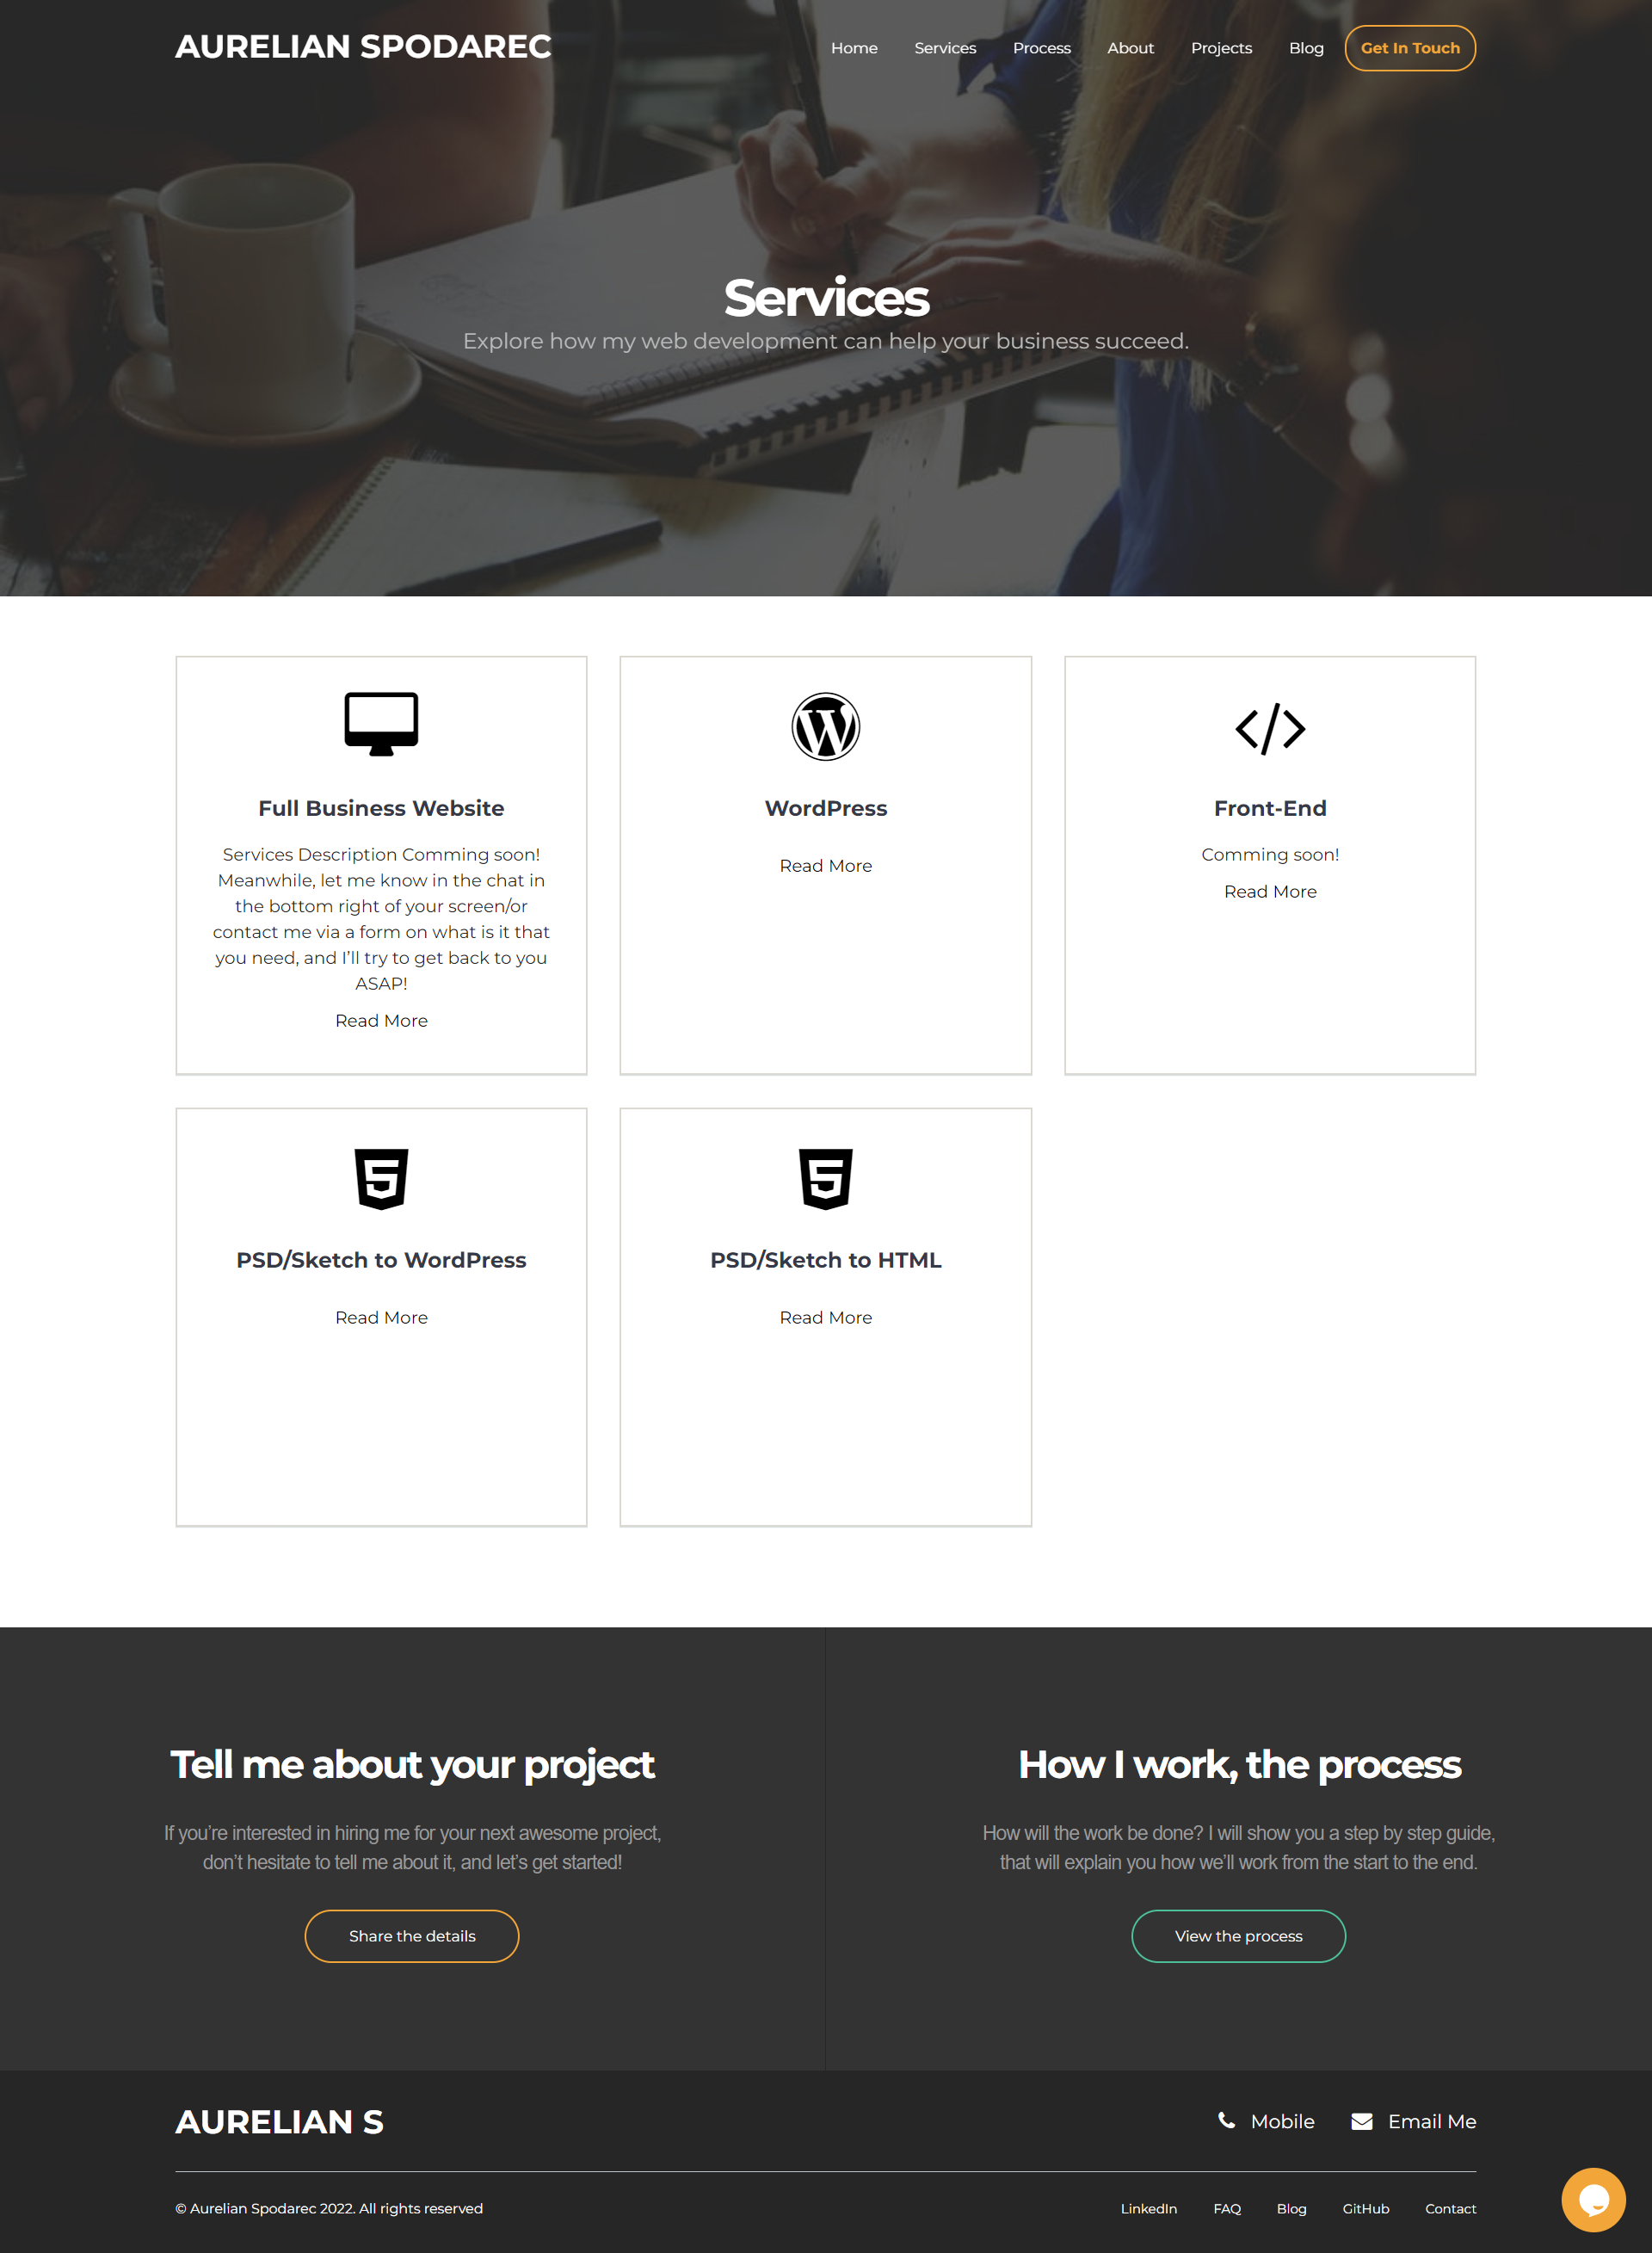 AURELIAN SPODAREC
Home Services Process About Projects Blog Get In Touch
Services
Explore how my web development can help your business succeed.
Full Business Website
Services Description Comming soon!
Meanwhile, let me know in the chat in
the bottom right of your screen/or
contact me via a form on what is it that
you need, and I’ll try to get back to you
ASAP!
Read More
WordPress
Read More
Front-End
Comming soon!
Read More
PSD/Sketch to WordPress
Read More
PSD/Sketch to HTML
Read More
Tell me about your project
If you’re interested in hiring me for your next awesome project,
don’t hesitate to tell me about it, and let’s get started!
Share the details
How I work, the process
How will the work be done? I will show you a step by step guide,
that will explain you how we’ll work from the start to the end.
View the process
AURELIAN S
Mobile Email Me
© Aurelian Spodarec 2022. All rights reserved
LinkedIn FAQ Blog GitHub Contact